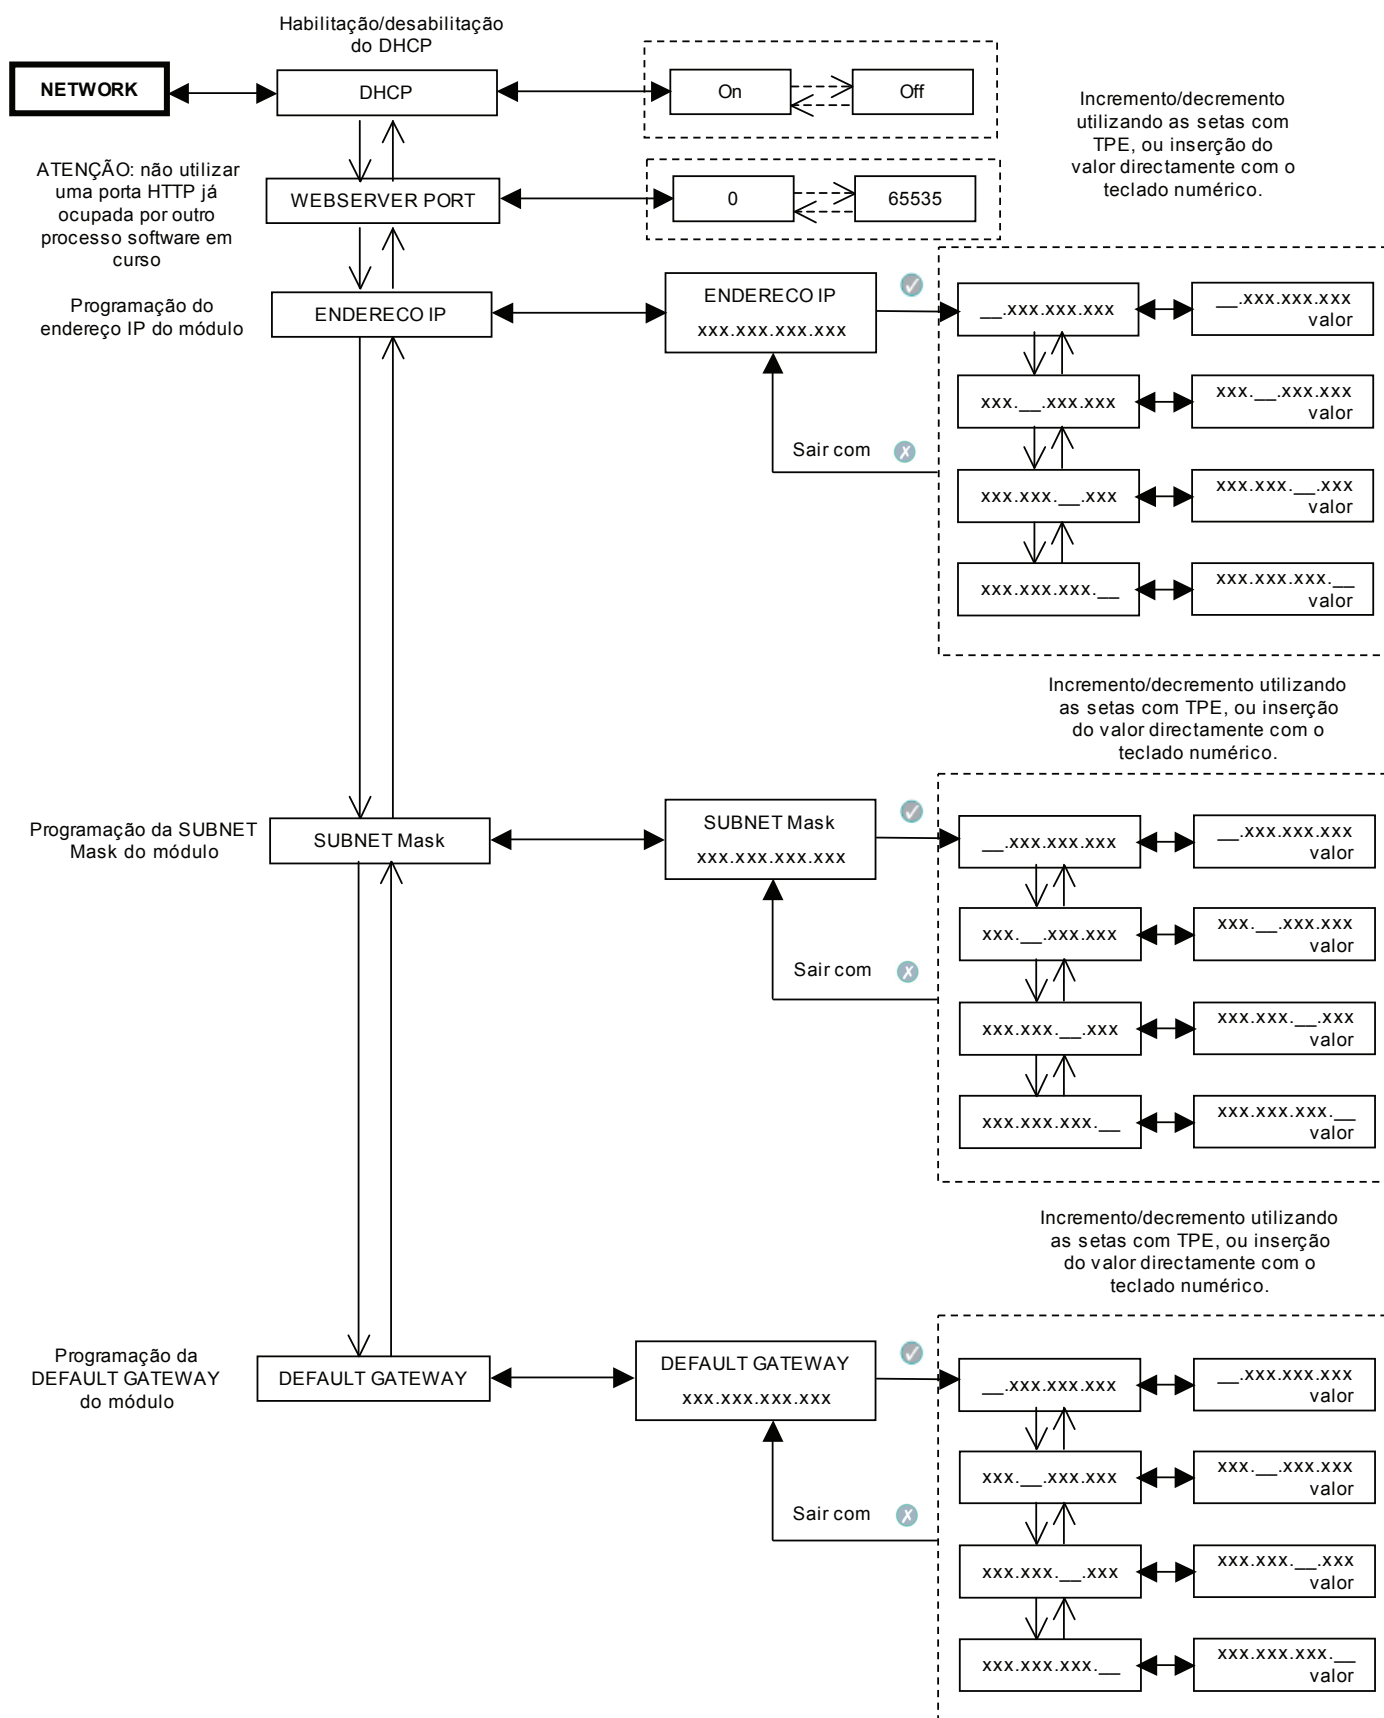 Habilitação/desabilitação
do DHCP
NETWORK
DHCP
On
Off
Incremento/decremento
utilizando as setas com
TPE, ou inserção do
valor directamente com o
teclado numérico.
ATENÇÃO: não utilizar
uma porta HTTP já
ocupada por outro
processo software em
curso
WEBSERVER PORT
0
65535
Programação do
endereço IP do módulo
ENDERECO IP
ENDERECO IP
xxx.xxx.xxx.xxx
__.xxx.xxx.xxx
__.xxx.xxx.xxx
valor
xxx.__.xxx.xxx
xxx.__.xxx.xxx
valor
Sair com
xxx.xxx.__.xxx
xxx.xxx.__.xxx
valor
xxx.xxx.xxx.__
xxx.xxx.xxx.__
valor
Incremento/decremento utilizando
as setas com TPE, ou inserção
do valor directamente com o
teclado numérico.
Programação da SUBNET
Mask do módulo
SUBNET Mask
SUBNET Mask
xxx.xxx.xxx.xxx
__.xxx.xxx.xxx
__.xxx.xxx.xxx
valor
xxx.__.xxx.xxx
xxx.__.xxx.xxx
valor
Sair com
xxx.xxx.__.xxx
xxx.xxx.__.xxx
valor
xxx.xxx.xxx.__
xxx.xxx.xxx.__
valor
Incremento/decremento utilizando
as setas com TPE, ou inserção
do valor directamente com o
teclado numérico.
Programação da
DEFAULT GATEWAY
do módulo
DEFAULT GATEWAY
DEFAULT GATEWAY
xxx.xxx.xxx.xxx
__.xxx.xxx.xxx
__.xxx.xxx.xxx
valor
xxx.__.xxx.xxx
xxx.__.xxx.xxx
valor
Sair com
xxx.xxx.__.xxx
xxx.xxx.__.xxx
valor
xxx.xxx.xxx.__
xxx.xxx.xxx.__
valor